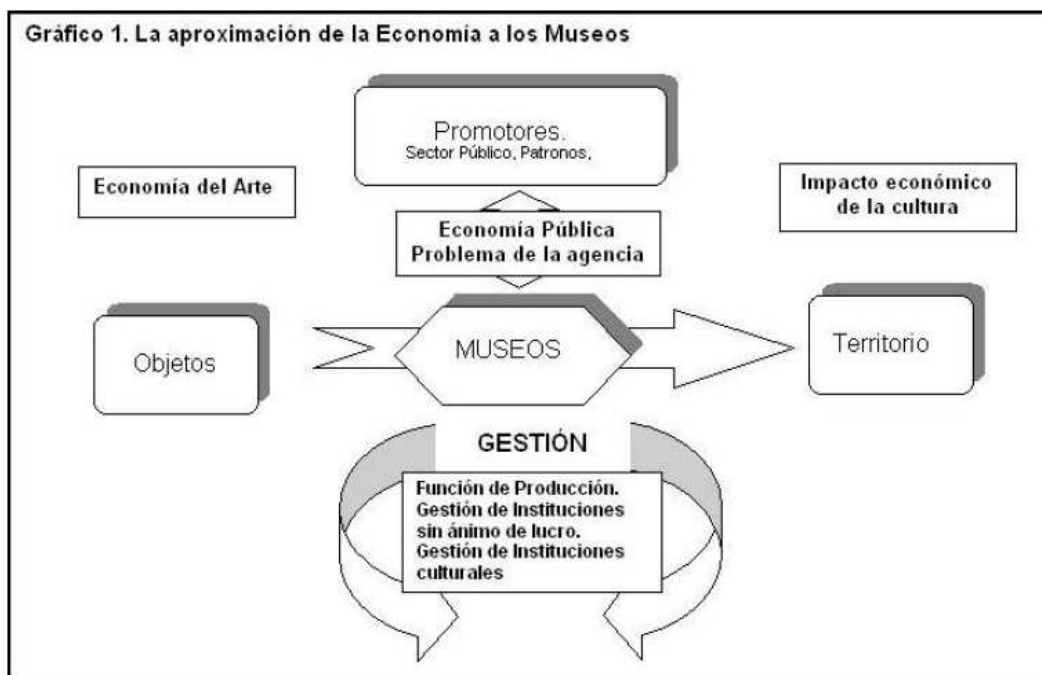 Gráfico 1. La aproximación de la Economía a los Museos
Promotores.
Sector Público, Patronos,
Economía del Arte
Impacto económico
de la cultura
Economía Pública
Problema de la agencia
Objetos
MUSEOS
Territorio
GESTIÓN
Función de Producción.
Gestión de Instituciones
sin ánimo de lucro.
Gestión de Instituciones
culturales